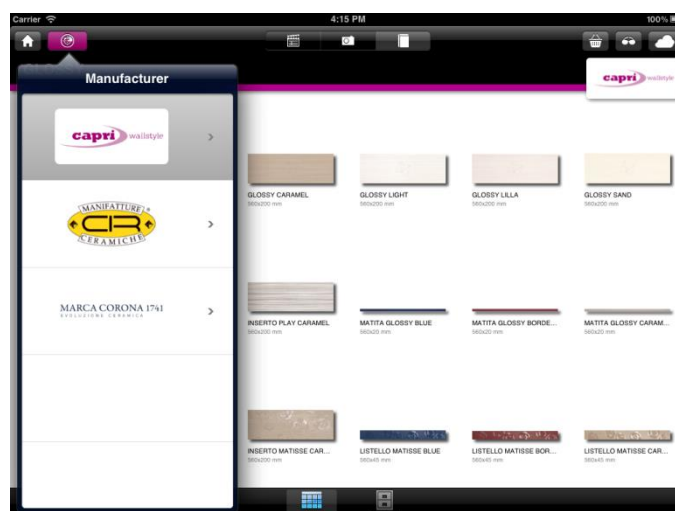 Carrier
4:15 PM
100%
Manufacturer
capri wallstyle
capri wallstyle
MANIFATTURE
CIR
CERAMICHE
MARCA CORONA 1741
EVOLUZIONE CERAMICA
GLOSSY CARAMEL
560x200 mm
GLOSSY LIGHT
560x200 mm
GLOSSY LILLA
560x200 mm
GLOSSY SAND
560x200 mm
INSERTO PLAY CARAMEL
560x200 mm
MATITA GLOSSY BLUE
560x20 mm
MATITA GLOSSY BORDE...
560x20 mm
MATITA GLOSSY CARAM...
560x20 mm
INSERTO MATISSE CAR...
560x200 mm
LISTELLO MATISSE BLUE
560x45 mm
LISTELLO MATISSE BOR...
560x45 mm
LISTELLO MATISSE CAR...
560x45 mm